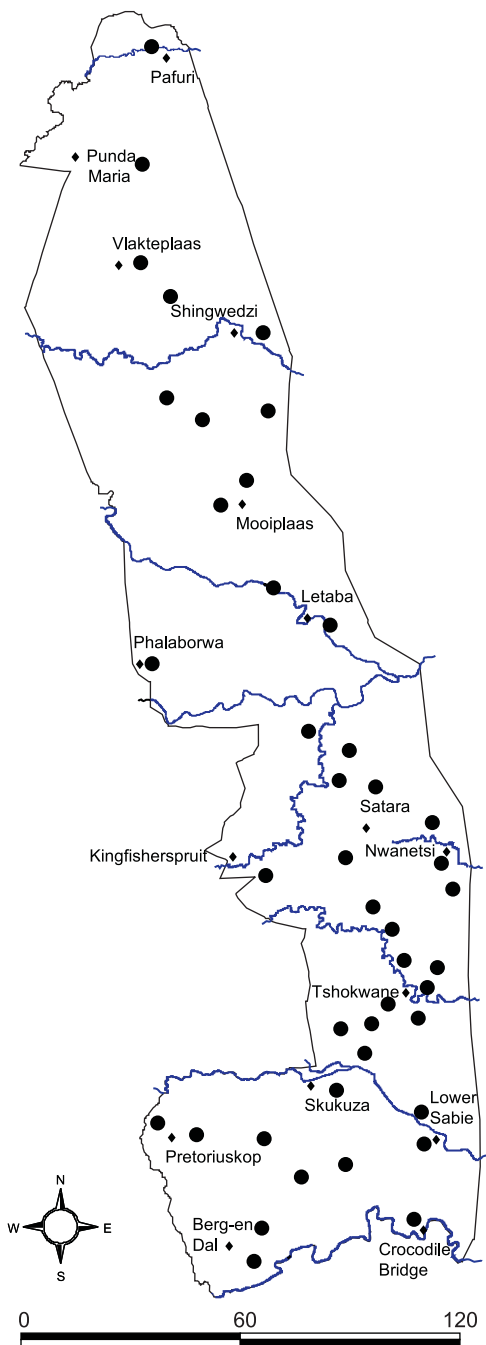 Pafuri
Punda
Maria
Vlakteplaas
Shingwedzi
Mooiplaas
Letaba
Phalaborwa
Satara
Kingfisherspruit
Nwanetsi
Tshokwane
Skukuza
Lower
Sabie
Pretoriuskop
Berg-en
Dal
Crocodile
Bridge
N
W E
S
0 60 120